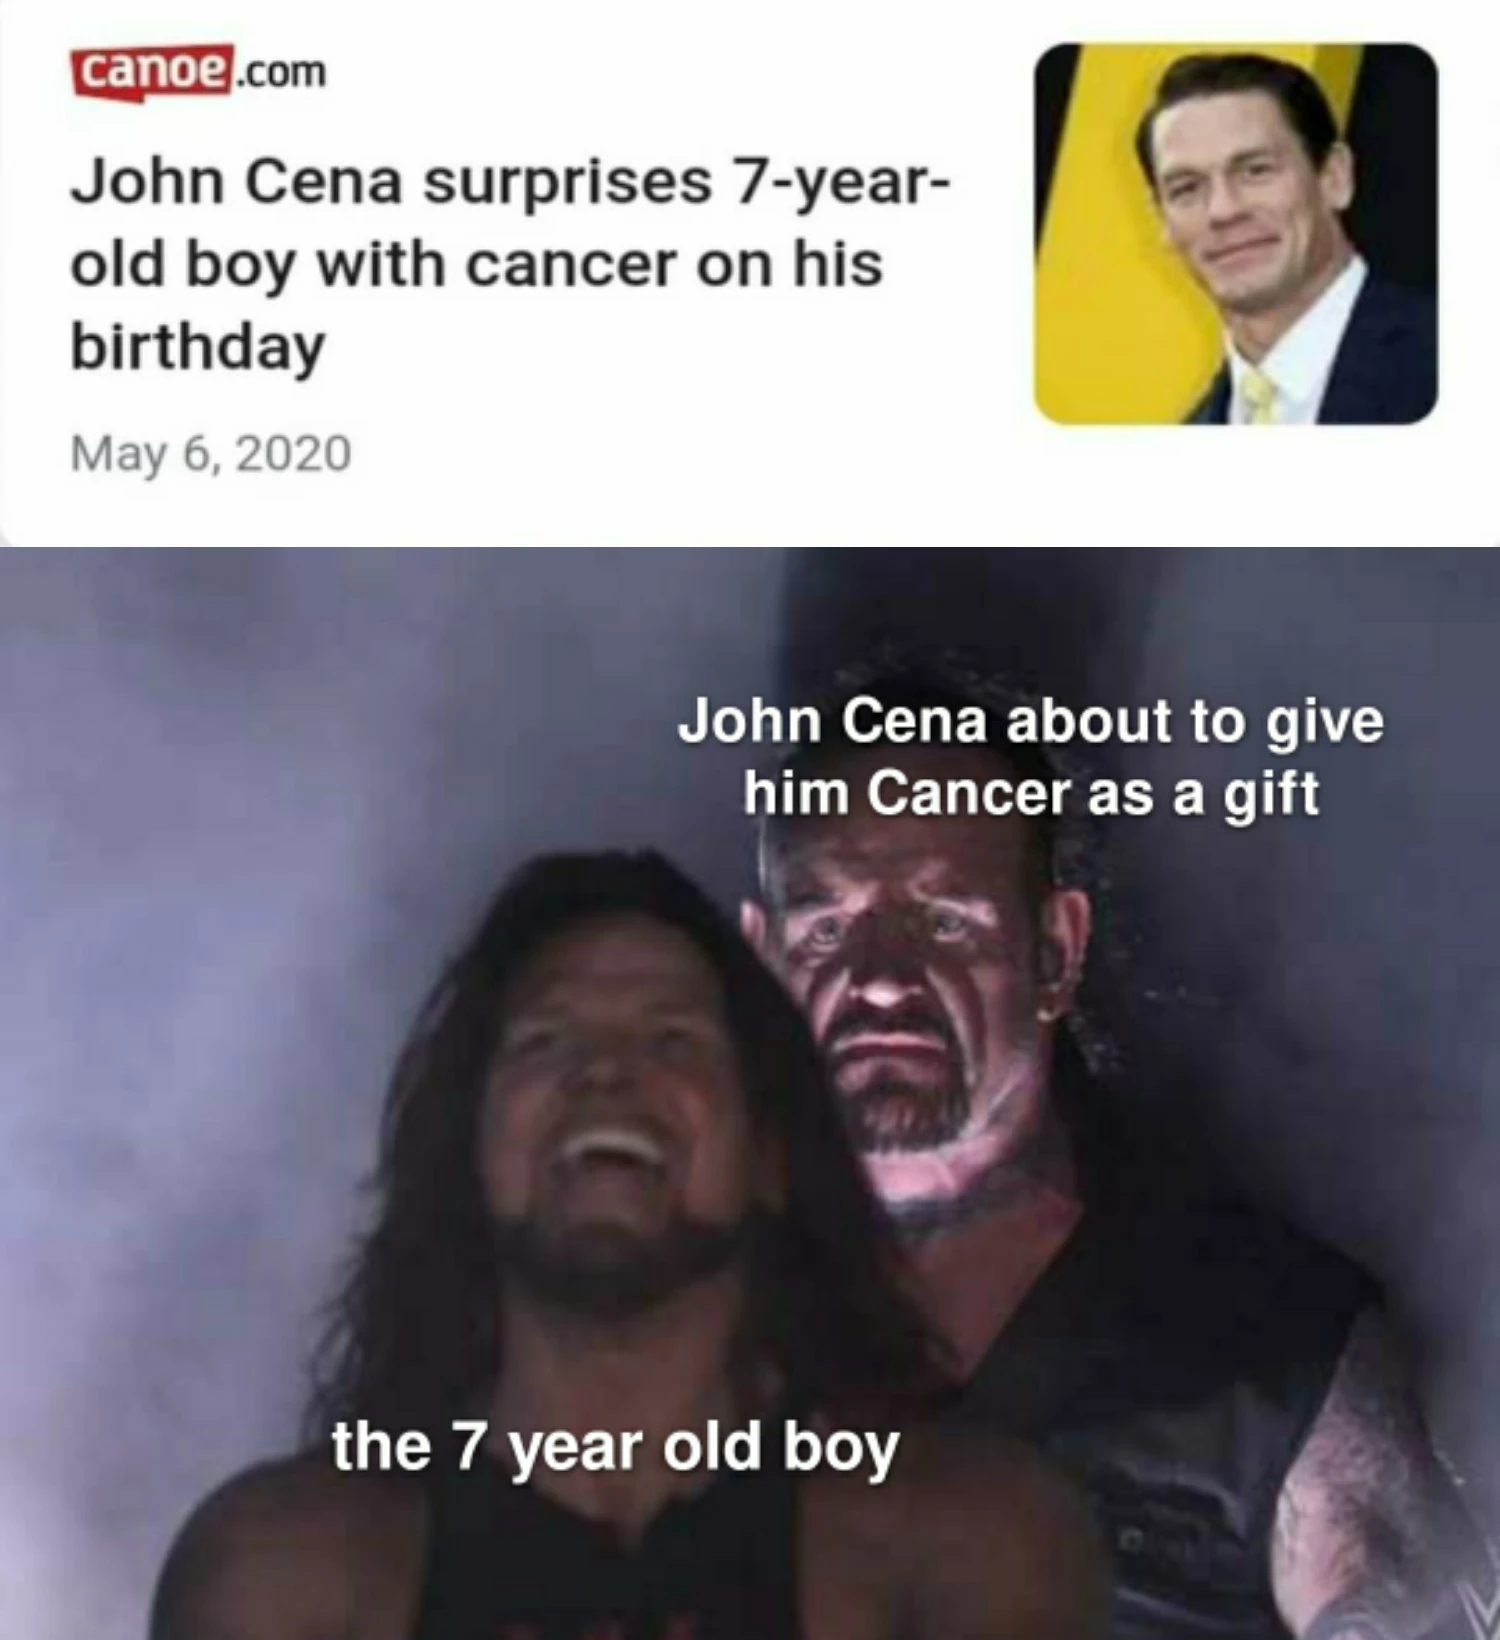 canoe.com
John Cena surprises 7-year-
old boy with cancer on his
birthday
May 6, 2020
John Cena about to give
him Cancer as a gift
the 7 year old boy